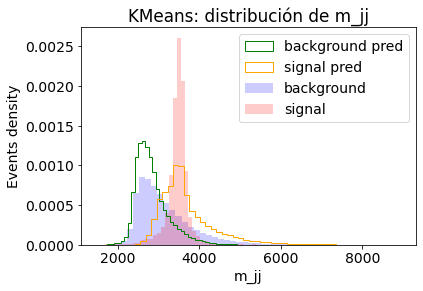 KMeans: distribución de m_jj
Events density
0.0025
0.0020
0.0015
0.0010
0.0005
0.0000
background pred
signal pred
background
signal
2000 4000 6000 8000
m_jj